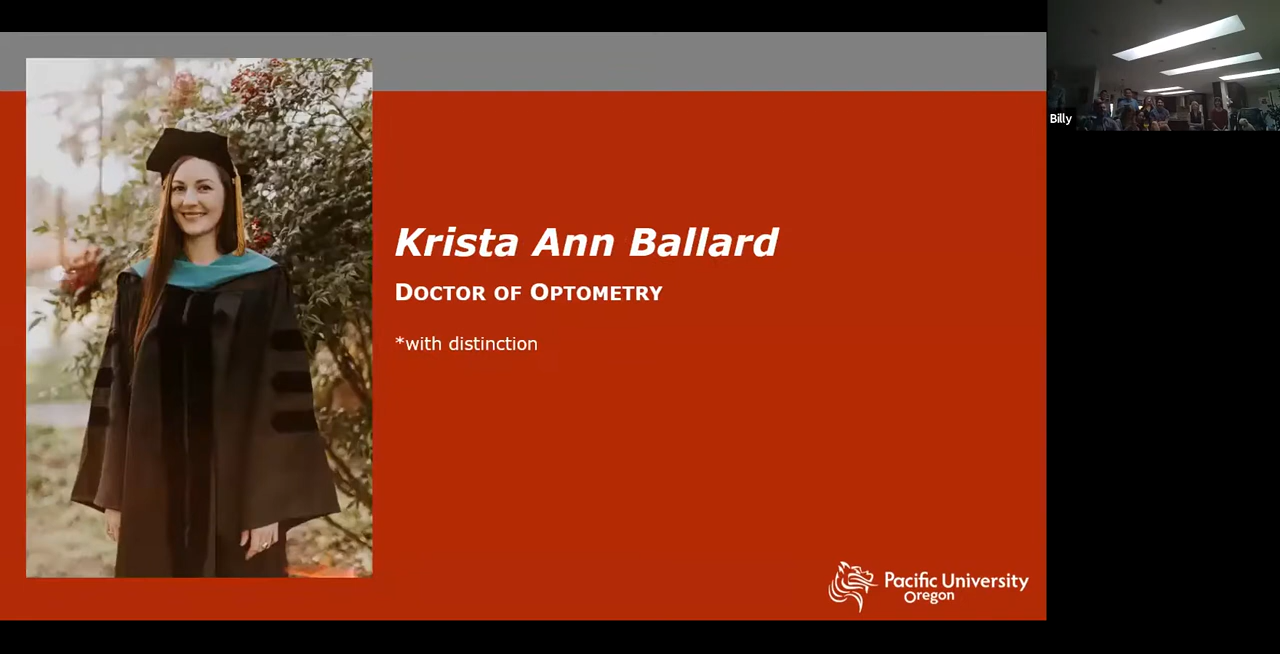 Krista Ann Ballard
DOCTOR OF OPTOMETRY
*with distinction
Pacific University
Oregon
Billy